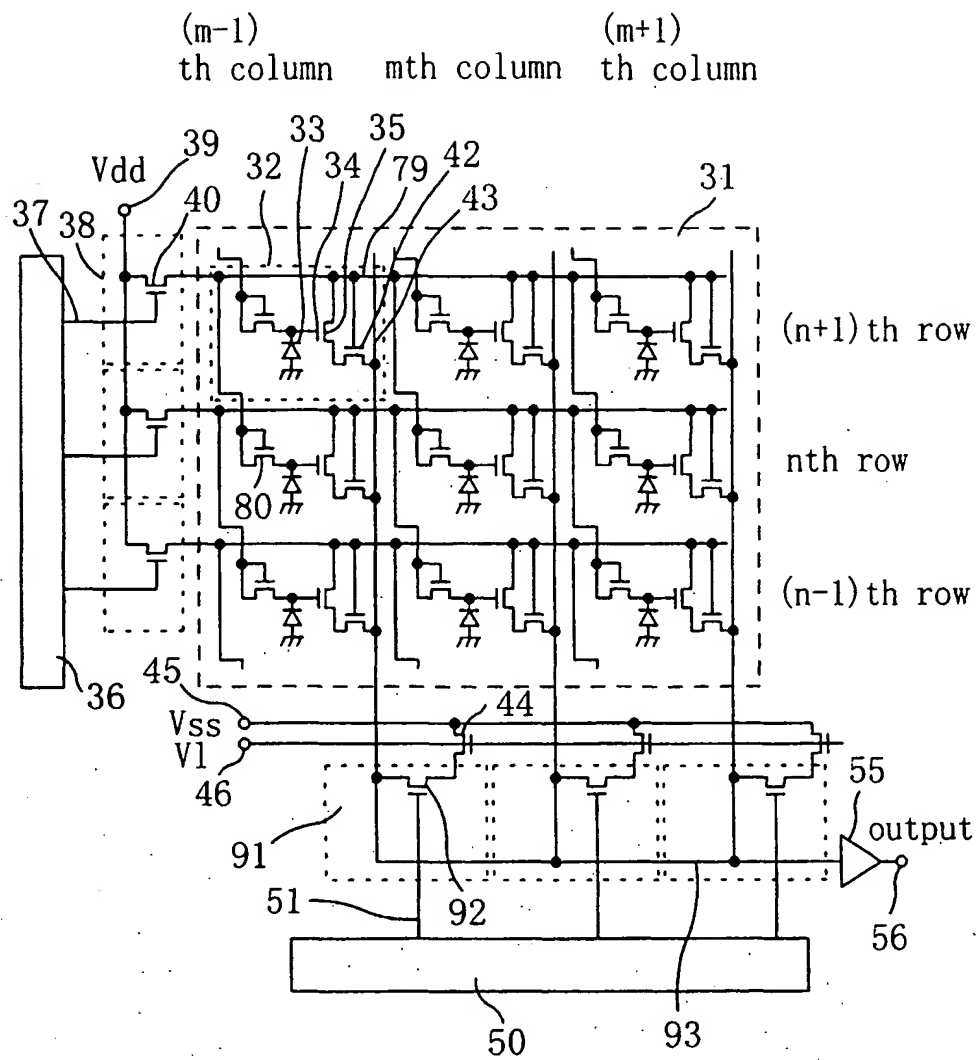 (m-1) (m+1)
th column mth column th column
39 33 34 35 42
Vdd 32 79 31
40 43
37 38
(n+1)th row
nth row
80
(n-1)th row
36 45
Vss 44
Vl
46 55
output
91
51 92
56
50 93